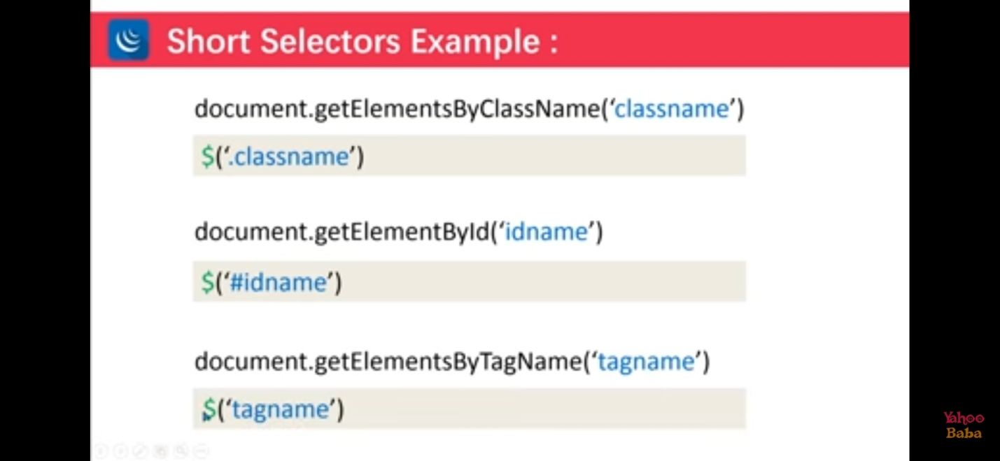 Short Selectors Example :
document.getElementsByClassName(‘classname’)
$(‘.classname’)
document.getElementById(‘idname’)
$(‘#idname’)
document.getElementsByTagName(‘tagname’)
$(‘tagname’)
Yahoo
Baba